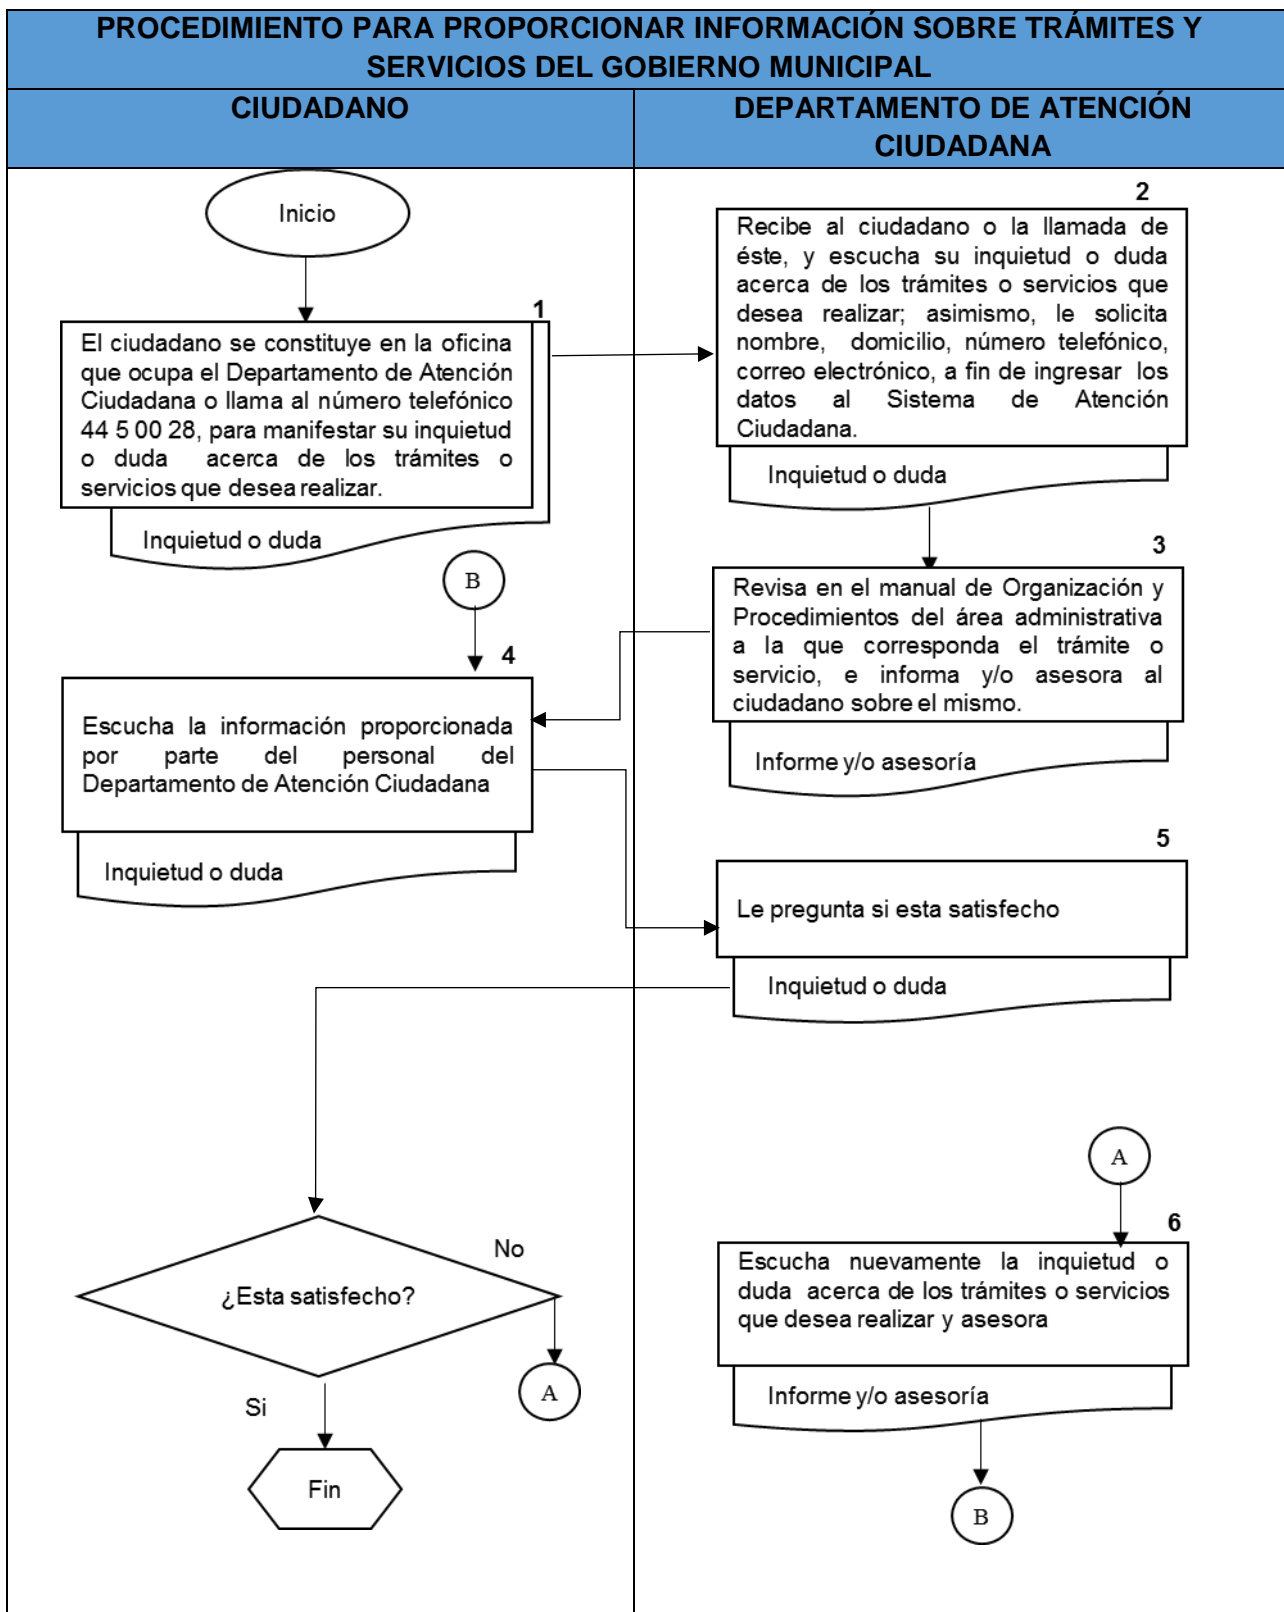 PROCEDIMIENTO PARA PROPORCIONAR INFORMACIÓN SOBRE TRÁMITES Y
SERVICIOS DEL GOBIERNO MUNICIPAL
CIUDADANO
DEPARTAMENTO DE ATENCIÓN
CIUDADANA
Inicio
1
El ciudadano se constituye en la oficina
que ocupa el Departamento de Atención
Ciudadana o llama al número telefónico
44 5 00 28, para manifestar su inquietud
o duda acerca de los trámites o
servicios que desea realizar.
Inquietud o duda
2
Recibe al ciudadano o la llamada de
éste, y escucha su inquietud o duda
acerca de los trámites o servicios que
desea realizar; asimismo, le solicita
nombre, domicilio, número telefónico,
correo electrónico, a fin de ingresar los
datos al Sistema de Atención
Ciudadana.
Inquietud o duda
3
Revisa en el manual de Organización y
Procedimientos del área administrativa
a la que corresponda el trámite o
servicio, e informa y/o asesora al
ciudadano sobre el mismo.
Informe y/o asesoría
B
4
Escucha la información proporcionada
por parte del personal del
Departamento de Atención Ciudadana
Inquietud o duda
5
Le pregunta si esta satisfecho
Inquietud o duda
¿Esta satisfecho?
No
A
Si
Fin
A
6
Escucha nuevamente la inquietud o
duda acerca de los trámites o servicios
que desea realizar y asesora
Informe y/o asesoría
B